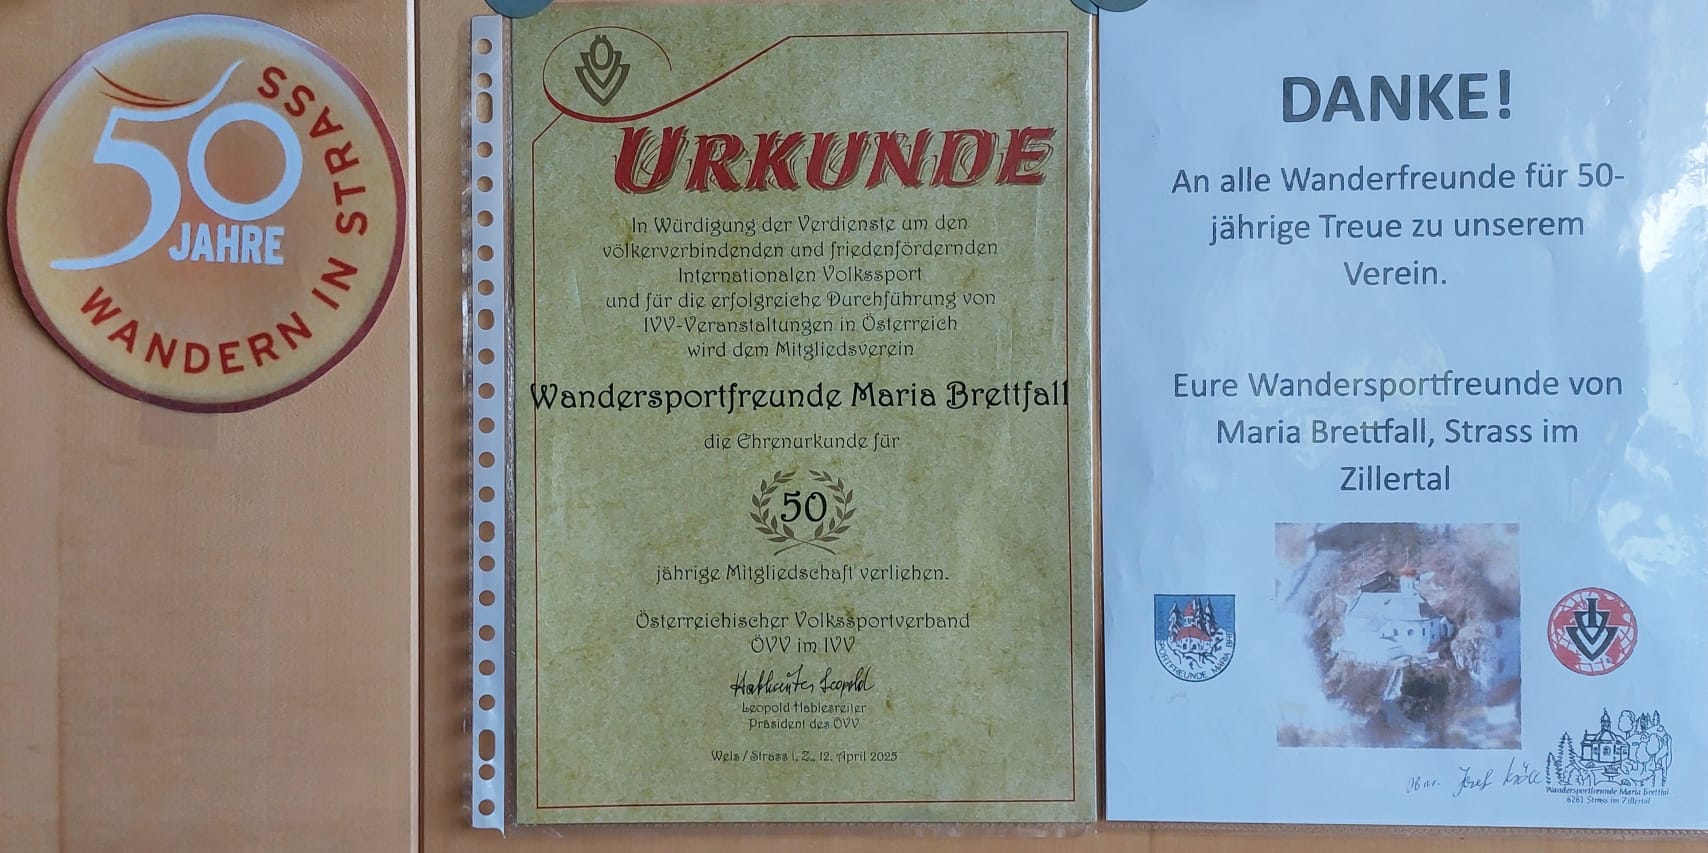 50
JAHRE
WANDERN IN STRASS
URKUNDE
In Würdigung der Verdienste um den
völkerverbindenden und friedenfördernden
Internationalen Volkssport
und für die erfolgreiche Durchführung von
IVV-Veranstaltungen in Österreich
wird dem Mitgliedsverein
Wandersportfreunde Maria Brettfall
die Ehrenurkunde für
50
jährige Mitgliedschaft verliehen.
Österreichischer Volkssportverband
ÖVV im IVV
Leopold Hablesreiter
Präsident des ÖVV
Wels / Strass i. Z., 12. April 2025
DANKE!
An alle Wanderfreunde für 50-
jährige Treue zu unserem
Verein.
Eure Wandersportfreunde von
Maria Brettfall, Strass im
Zillertal
IVV
Obm. Josef
Wandersportfreunde Maria Brettfall
6261 Strass im Zillertal